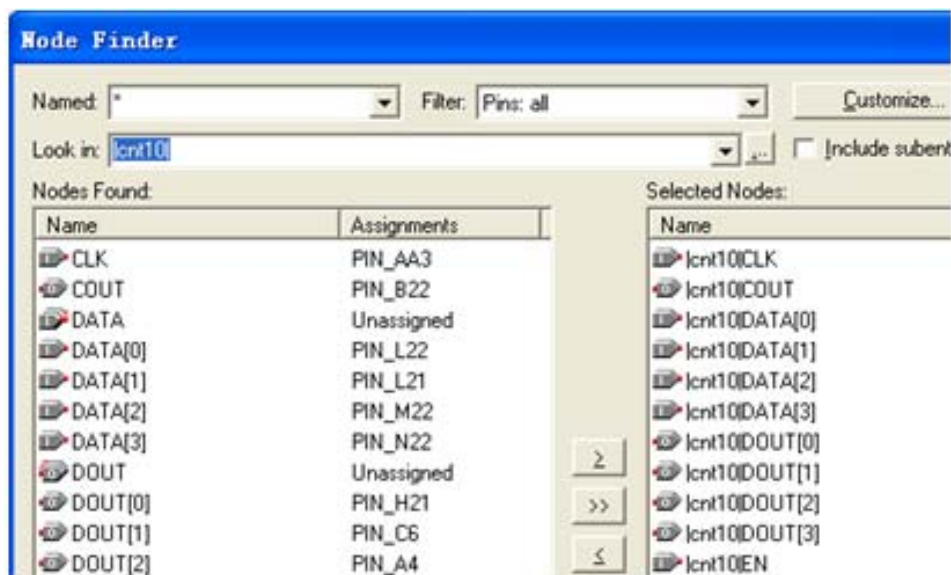 Node Finder
Named: * Filter: Pins: all Customize...
Look in: |cnt10| ... Include subent
Nodes Found: Selected Nodes:
Name Assignments Name
CLK PIN_AA3 |cnt10|CLK
COUT PIN_B22 |cnt10|COUT
DATA Unassigned |cnt10|DATA[0]
DATA[0] PIN_L22 |cnt10|DATA[1]
DATA[1] PIN_L21 |cnt10|DATA[2]
DATA[2] PIN_M22 |cnt10|DATA[3]
DATA[3] PIN_N22 |cnt10|DOUT[0]
DOUT Unassigned ≥ |cnt10|DOUT[1]
DOUT[0] PIN_H21 >> |cnt10|DOUT[2]
DOUT[1] PIN_C6 |cnt10|DOUT[3]
DOUT[2] PIN_A4 ≤ |cnt10|EN